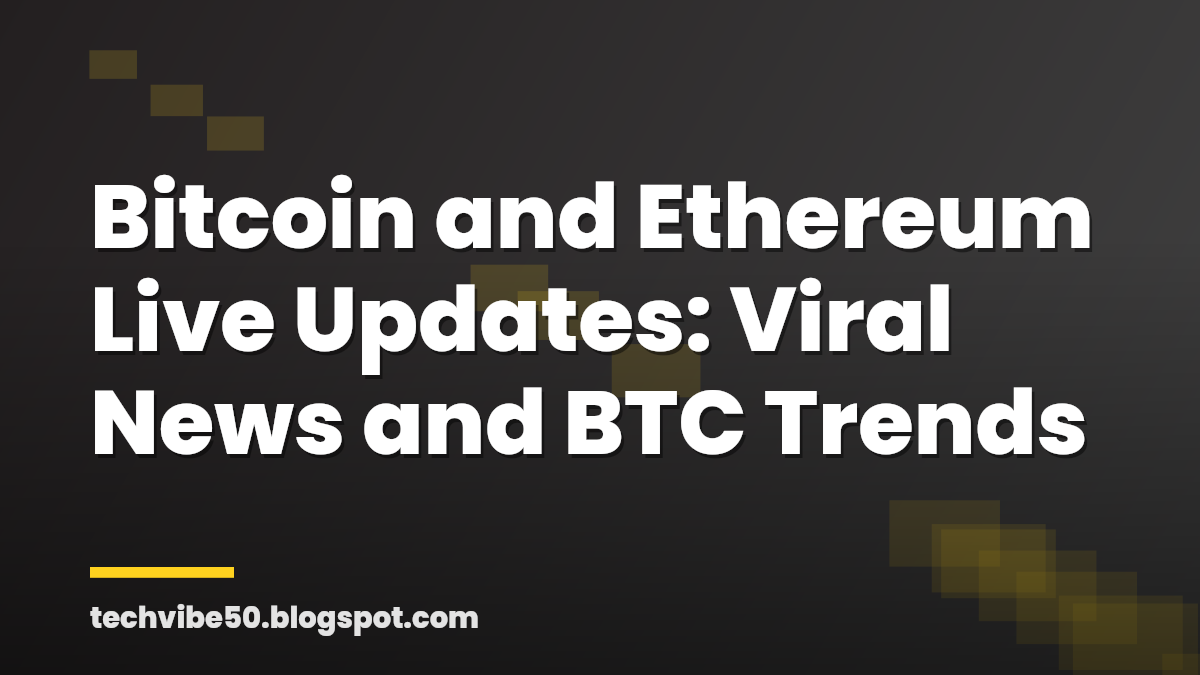 Bitcoin and Ethereum
Live Updates: Viral
News and BTC Trends
techvibe50.blogspot.com